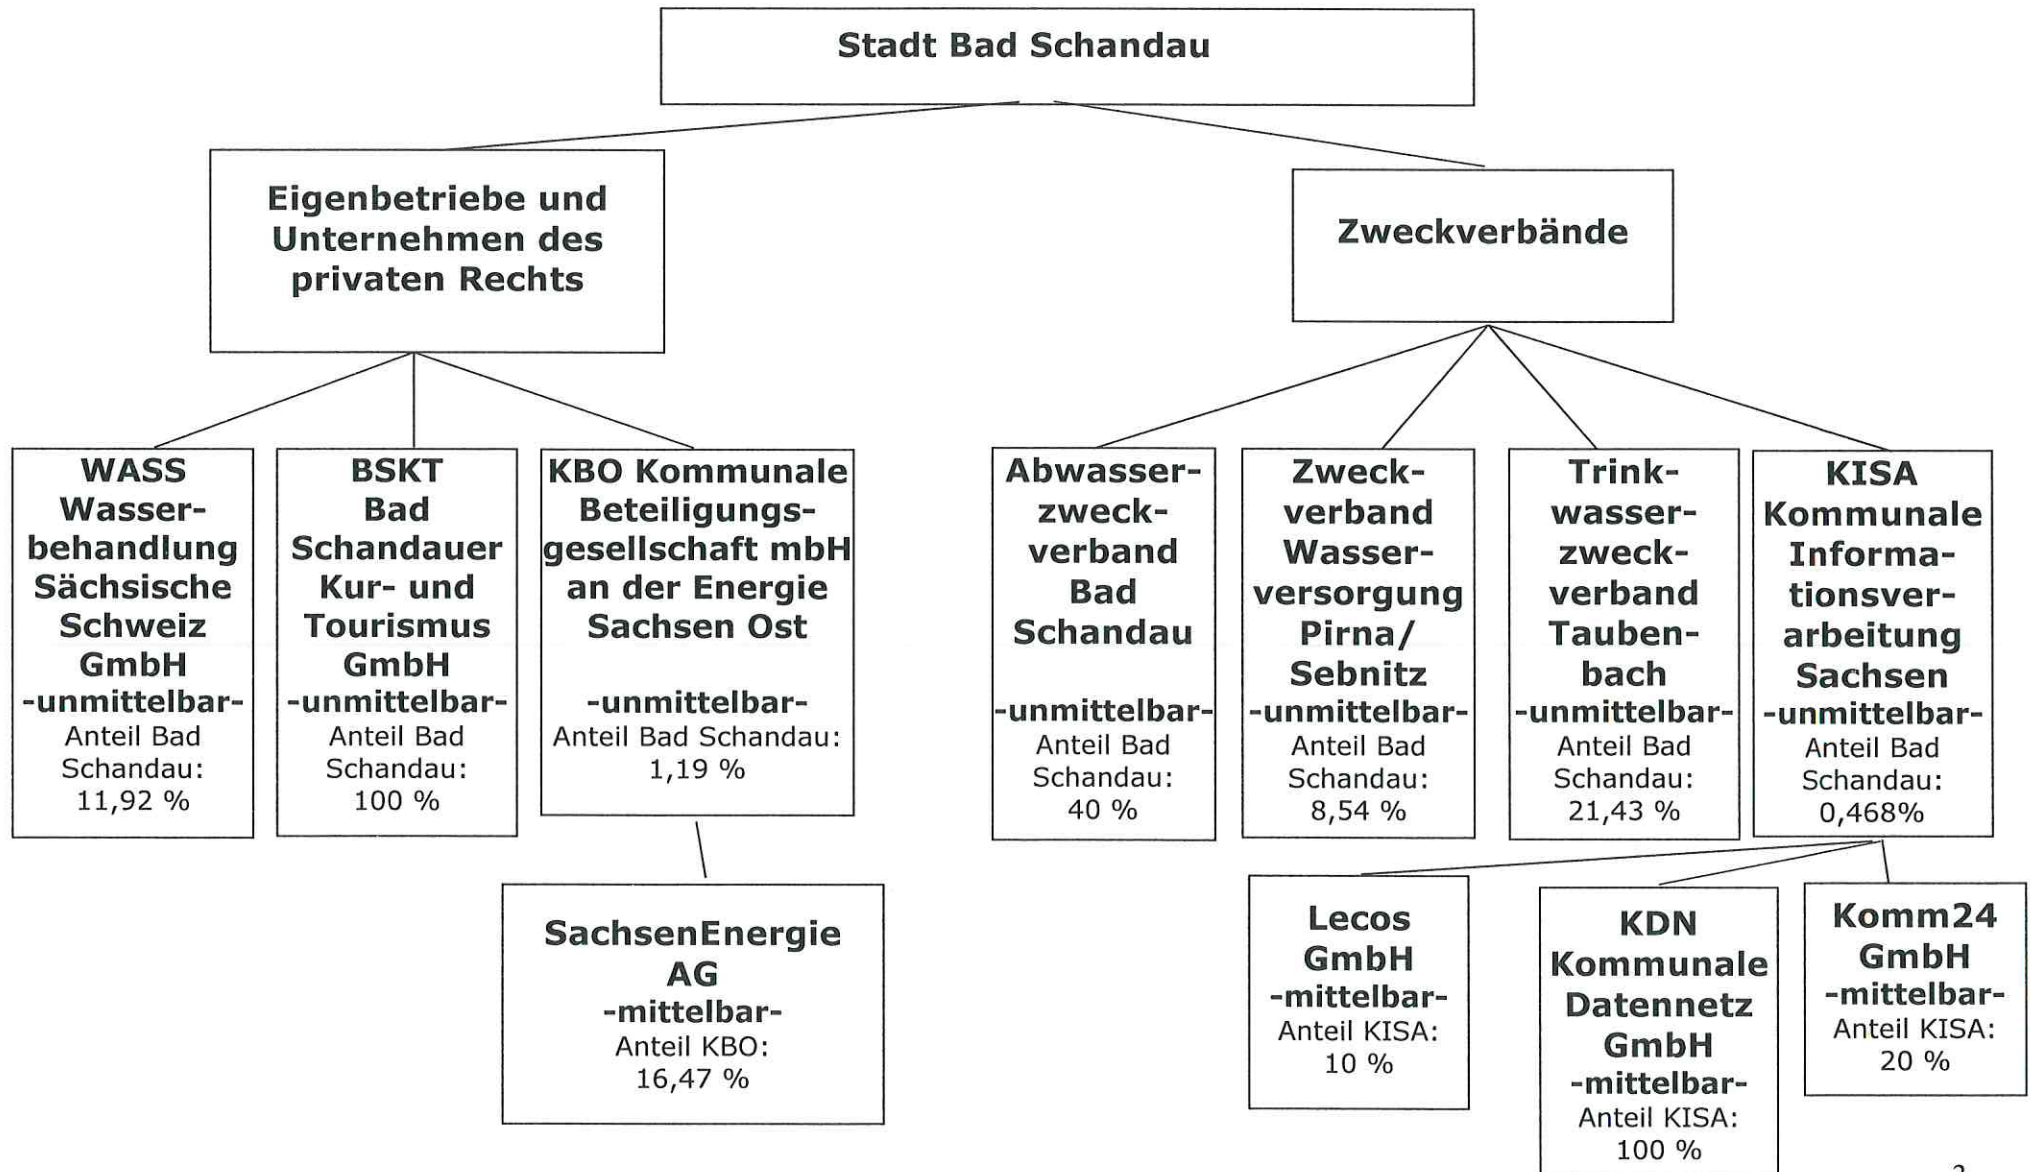 Stadt Bad Schandau
Eigenbetriebe und
Unternehmen des
privaten Rechts
Zweckverbände
WASS
Wasser-
behandlung
Sächsische
Schweiz
GmbH
-unmittelbar-
Anteil Bad
Schandau:
11,92 %
BSKT
Bad
Schandauer
Kur- und
Tourismus
GmbH
-unmittelbar-
Anteil Bad
Schandau:
100 %
KBO Kommunale
Beteiligungs-
gesellschaft mbH
an der Energie
Sachsen Ost
-unmittelbar-
Anteil Bad Schandau:
1,19 %
Abwasser-
zweck-
verband
Bad
Schandau
-unmittelbar-
Anteil Bad
Schandau:
40 %
Zweck-
verband
Wasser-
versorgung
Pirna/
Sebnitz
-unmittelbar-
Anteil Bad
Schandau:
8,54 %
Trink-
wasser-
zweck-
verband
Tauben-
bach
-unmittelbar-
Anteil Bad
Schandau:
21,43 %
KISA
Kommunale
Informa-
tionsver-
arbeitung
Sachsen
-unmittelbar-
Anteil Bad
Schandau:
0,468%
SachsenEnergie
AG
-mittelbar-
Anteil KBO:
16,47 %
Lecos
GmbH
-mittelbar-
Anteil KISA:
10 %
KDN
Kommunale
Datennetz
GmbH
-mittelbar-
Anteil KISA:
100 %
Komm24
GmbH
-mittelbar-
Anteil KISA:
20 %